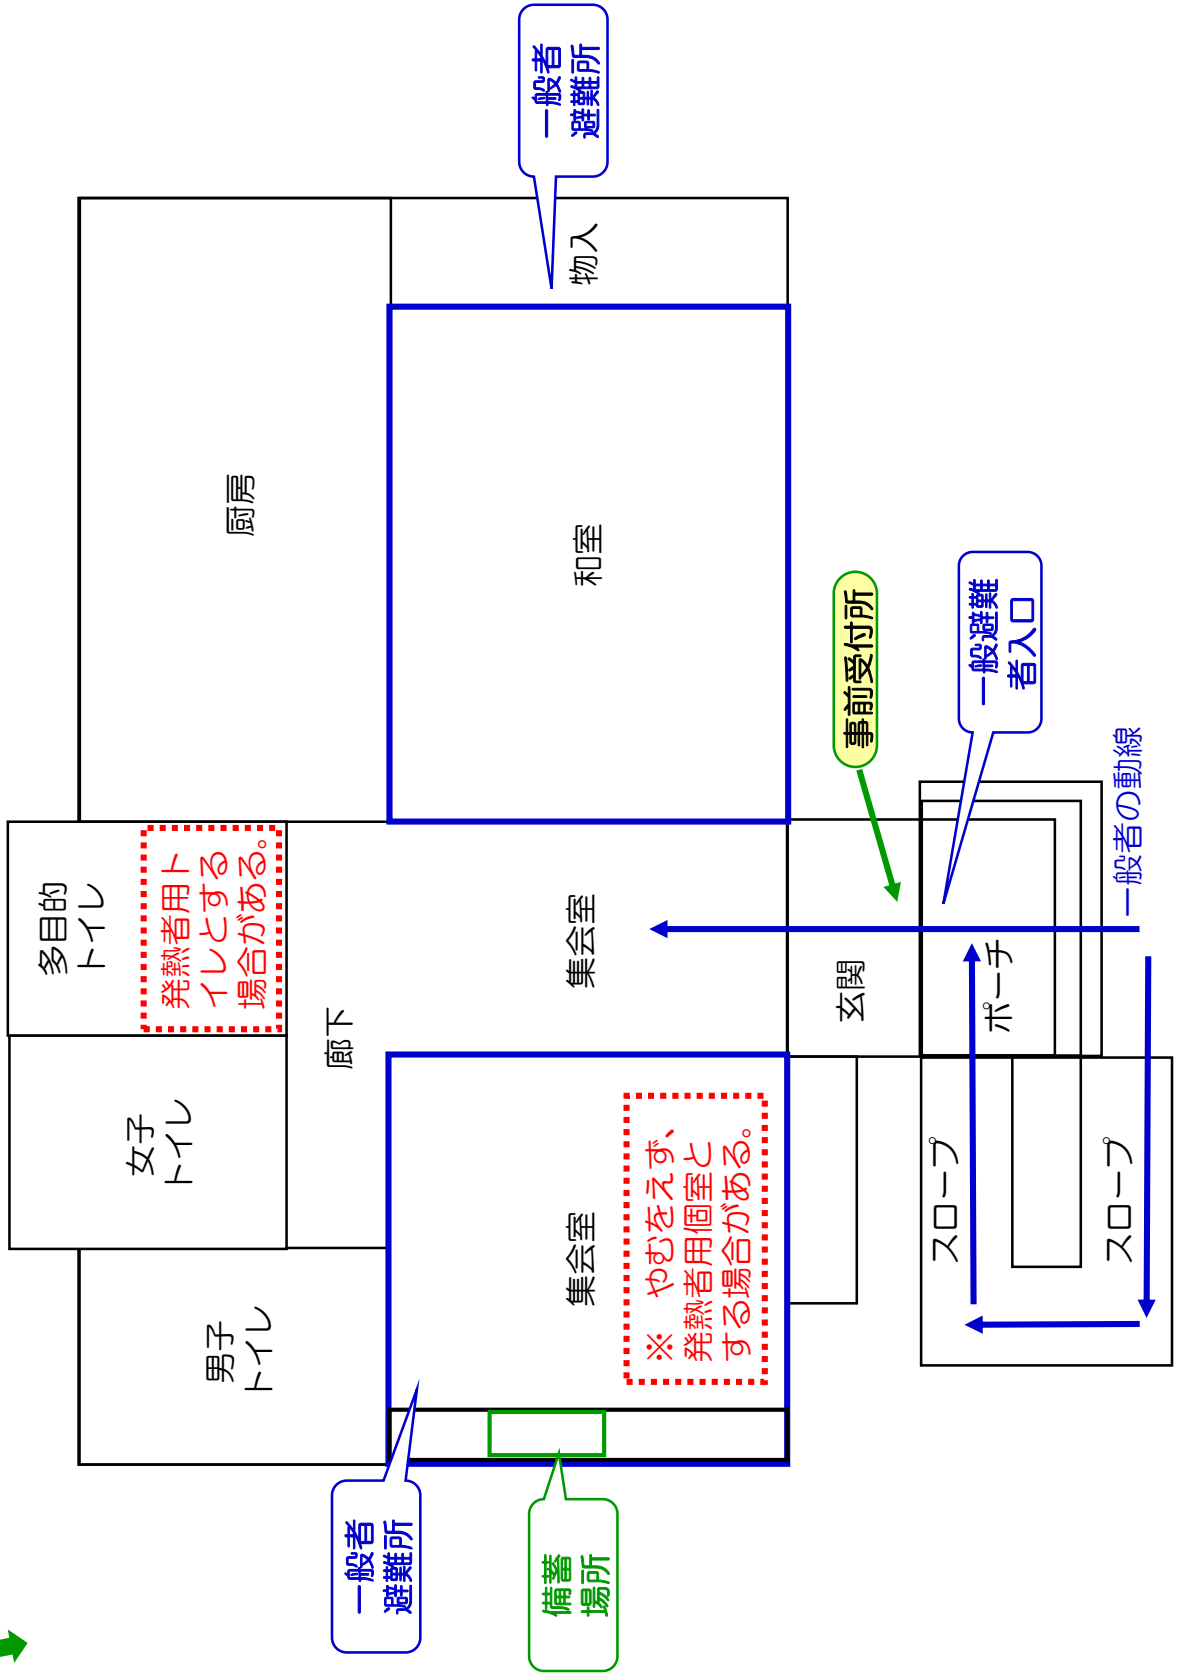 多目的
トイレ
発熱者用ト
イレとする
場合がある。
女子
トイレ
男子
トイレ
厨房
廊下
一般者
避難所
備蓄
場所
集会室
※　やむをえず、
発熱者用個室と
する場合がある。
集会室
和室
物入
一般者
避難所
玄関
事前受付所
スロープ
ポーチ
一般避難
者入口
スロープ
一般者の動線